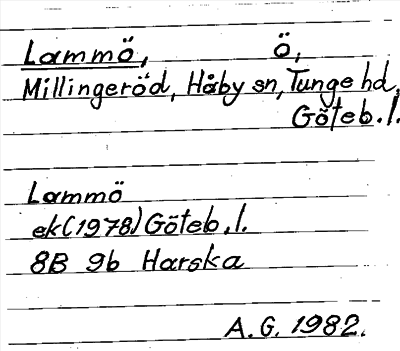 Lammö, Ö,
Millingeröd, Håby sn, Tunge hd,
Göteb. l.
Lammö
ek (1978) Göteb. l.
8B 9b Harska
A. G. 1982.